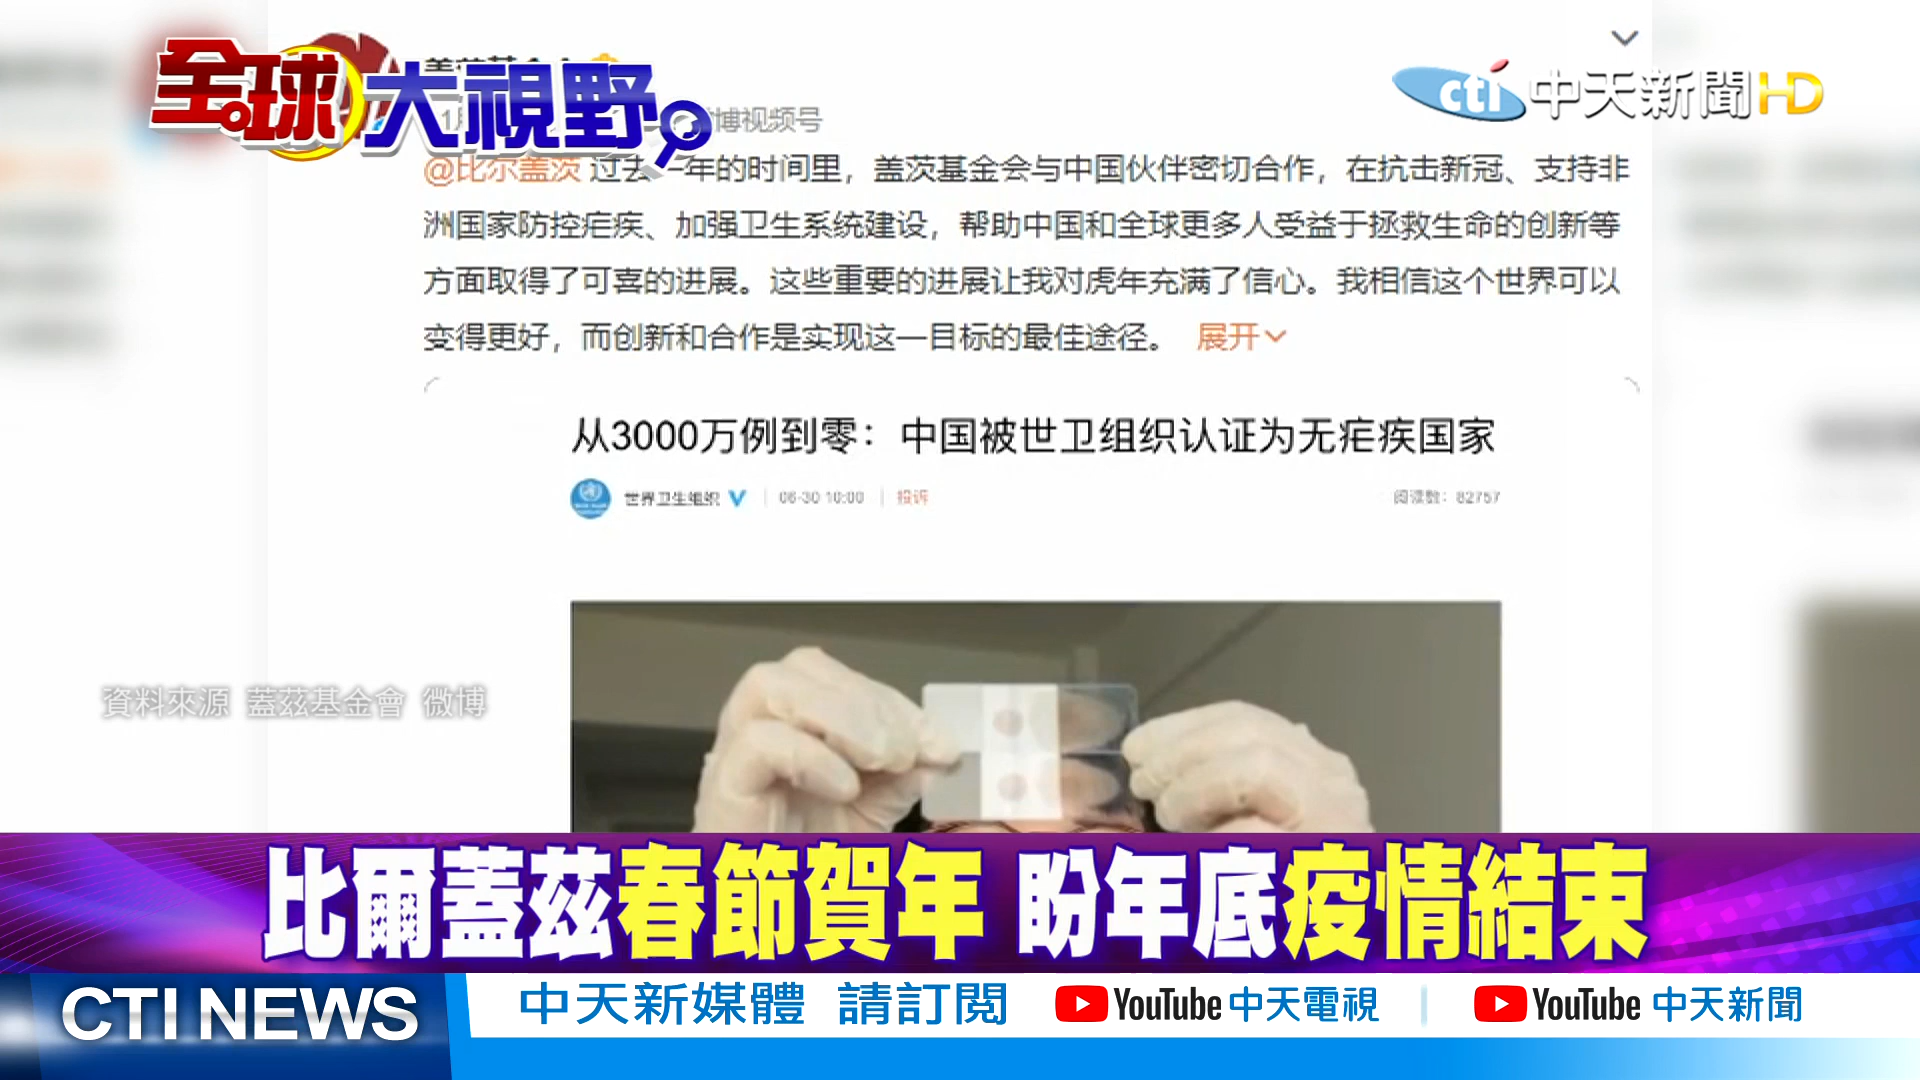 全球大視野
cti 中天新聞HD
博视频号
@比尔盖茨 过去一年的时间里，盖茨基金会与中国伙伴密切合作，在抗击新冠、支持非
洲国家防控疟疾、加强卫生系统建设，帮助中国和全球更多人受益于拯救生命的创新等
方面取得了可喜的进展。这些重要的进展让我对虎年充满了信心。我相信这个世界可以
变得更好，而创新和合作是实现这一目标的最佳途径。 展开
从3000万例到零：中国被世卫组织认证为无疟疾国家
世界卫生组织 06-30 10:00 投诉 阅读数：82757
資料來源 蓋茲基金會 微博
比爾蓋茲春節賀年 盼年底疫情結束
CTI NEWS 中天新媒體 請訂閱 YouTube 中天電視 YouTube 中天新聞